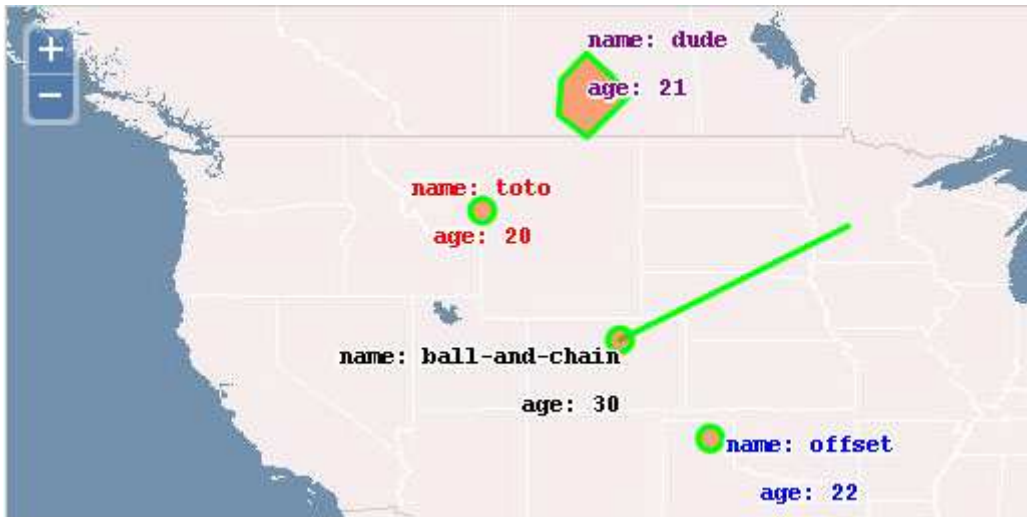 +
name: dude
−
age: 21
name: toto
age: 20
name: ball-and-chain
age: 30
name: offset
age: 22